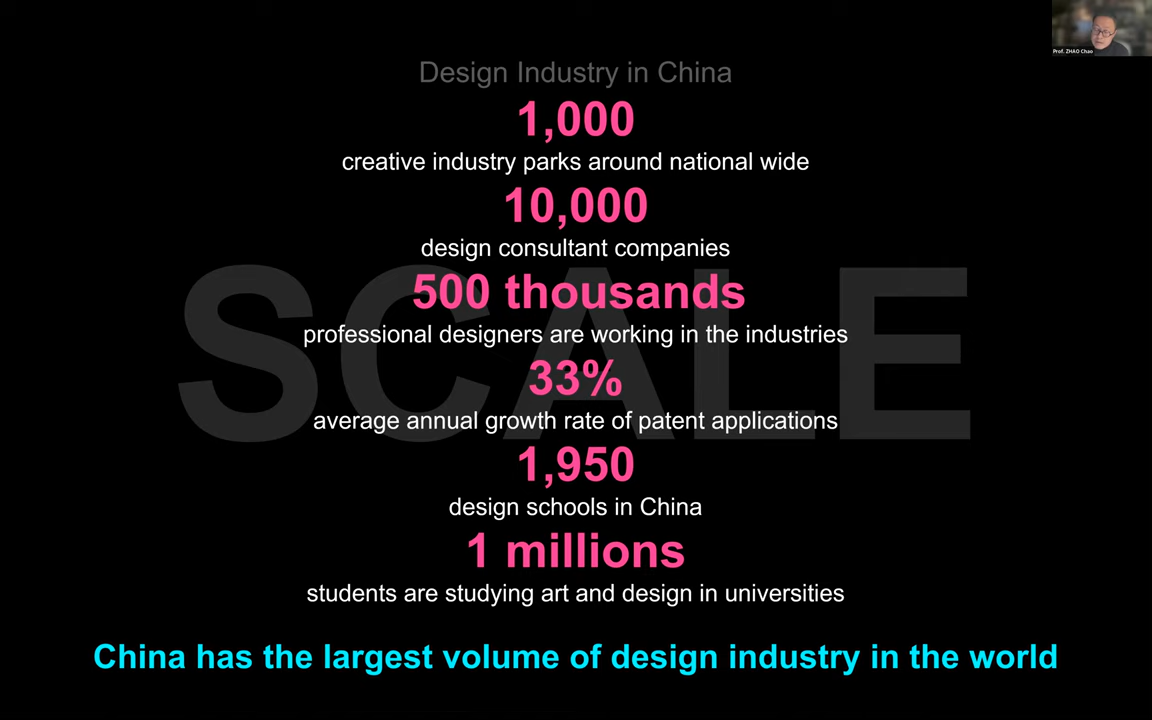 Prof. ZHAO Chao
Design Industry in China
1,000
creative industry parks around national wide
10,000
design consultant companies
SCALE
500 thousands
professional designers are working in the industries
33%
average annual growth rate of patent applications
1,950
design schools in China
1 millions
students are studying art and design in universities
China has the largest volume of design industry in the world